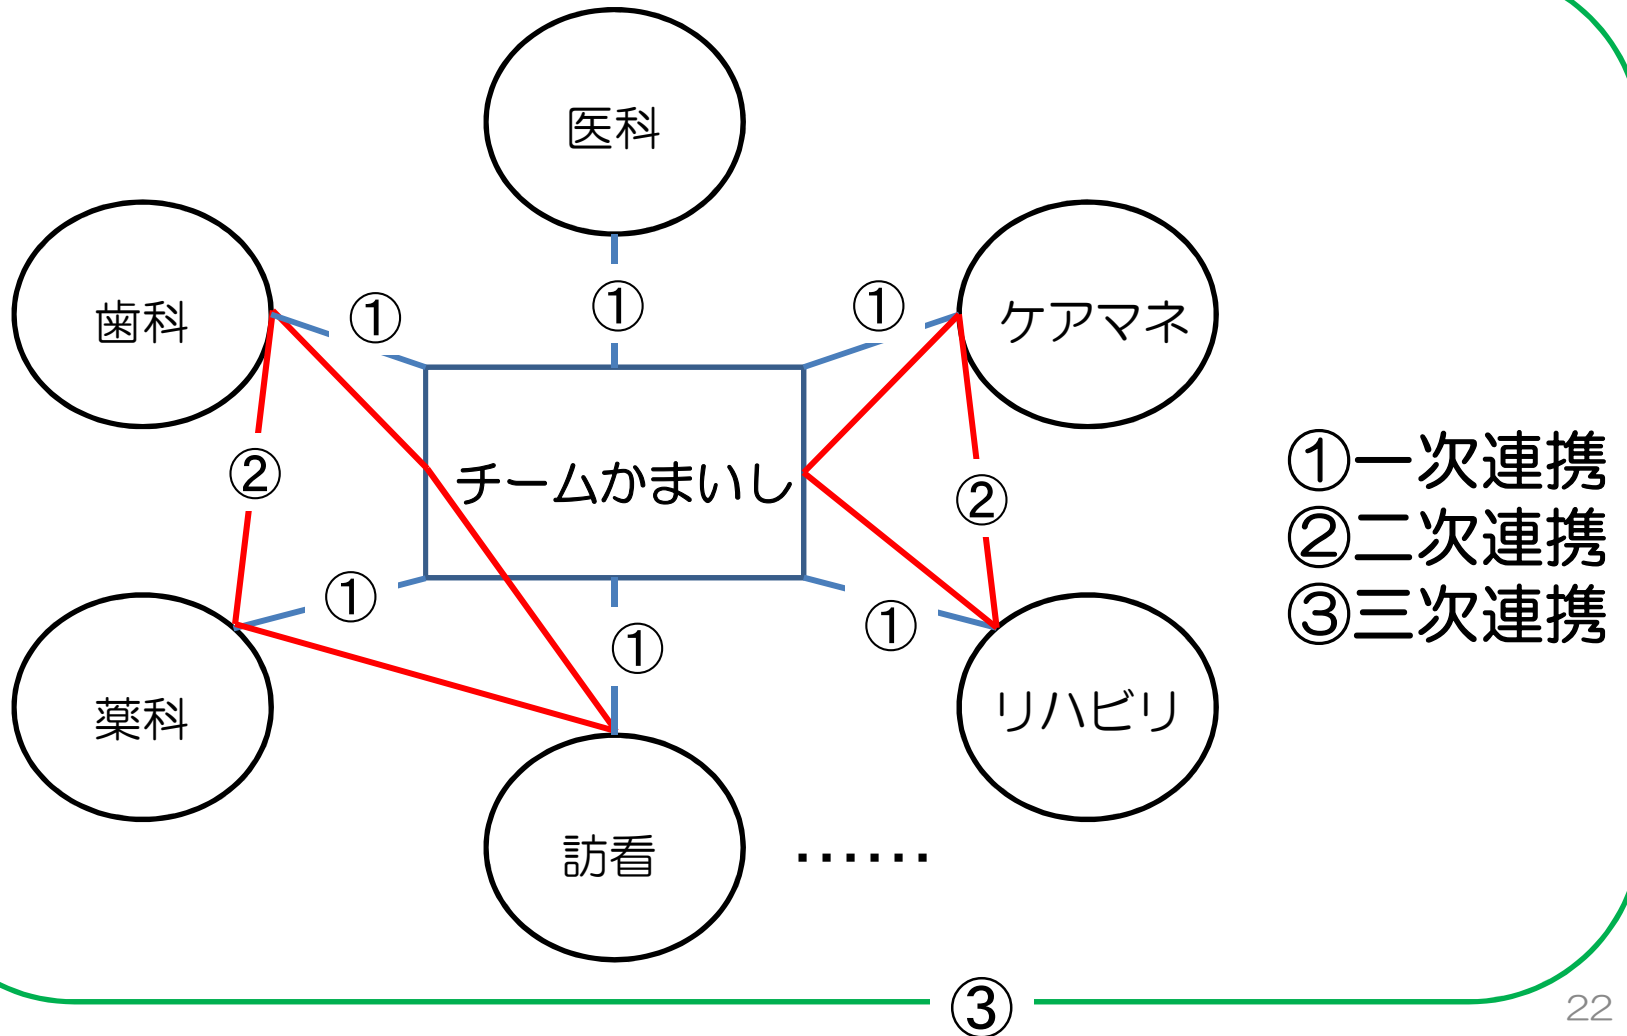 医科
歯科
①
①
①
ケアマネ
②
チームかまいし
②
①一次連携
②二次連携
③三次連携
①
①
①
薬科
リハビリ
訪看
……
③
22